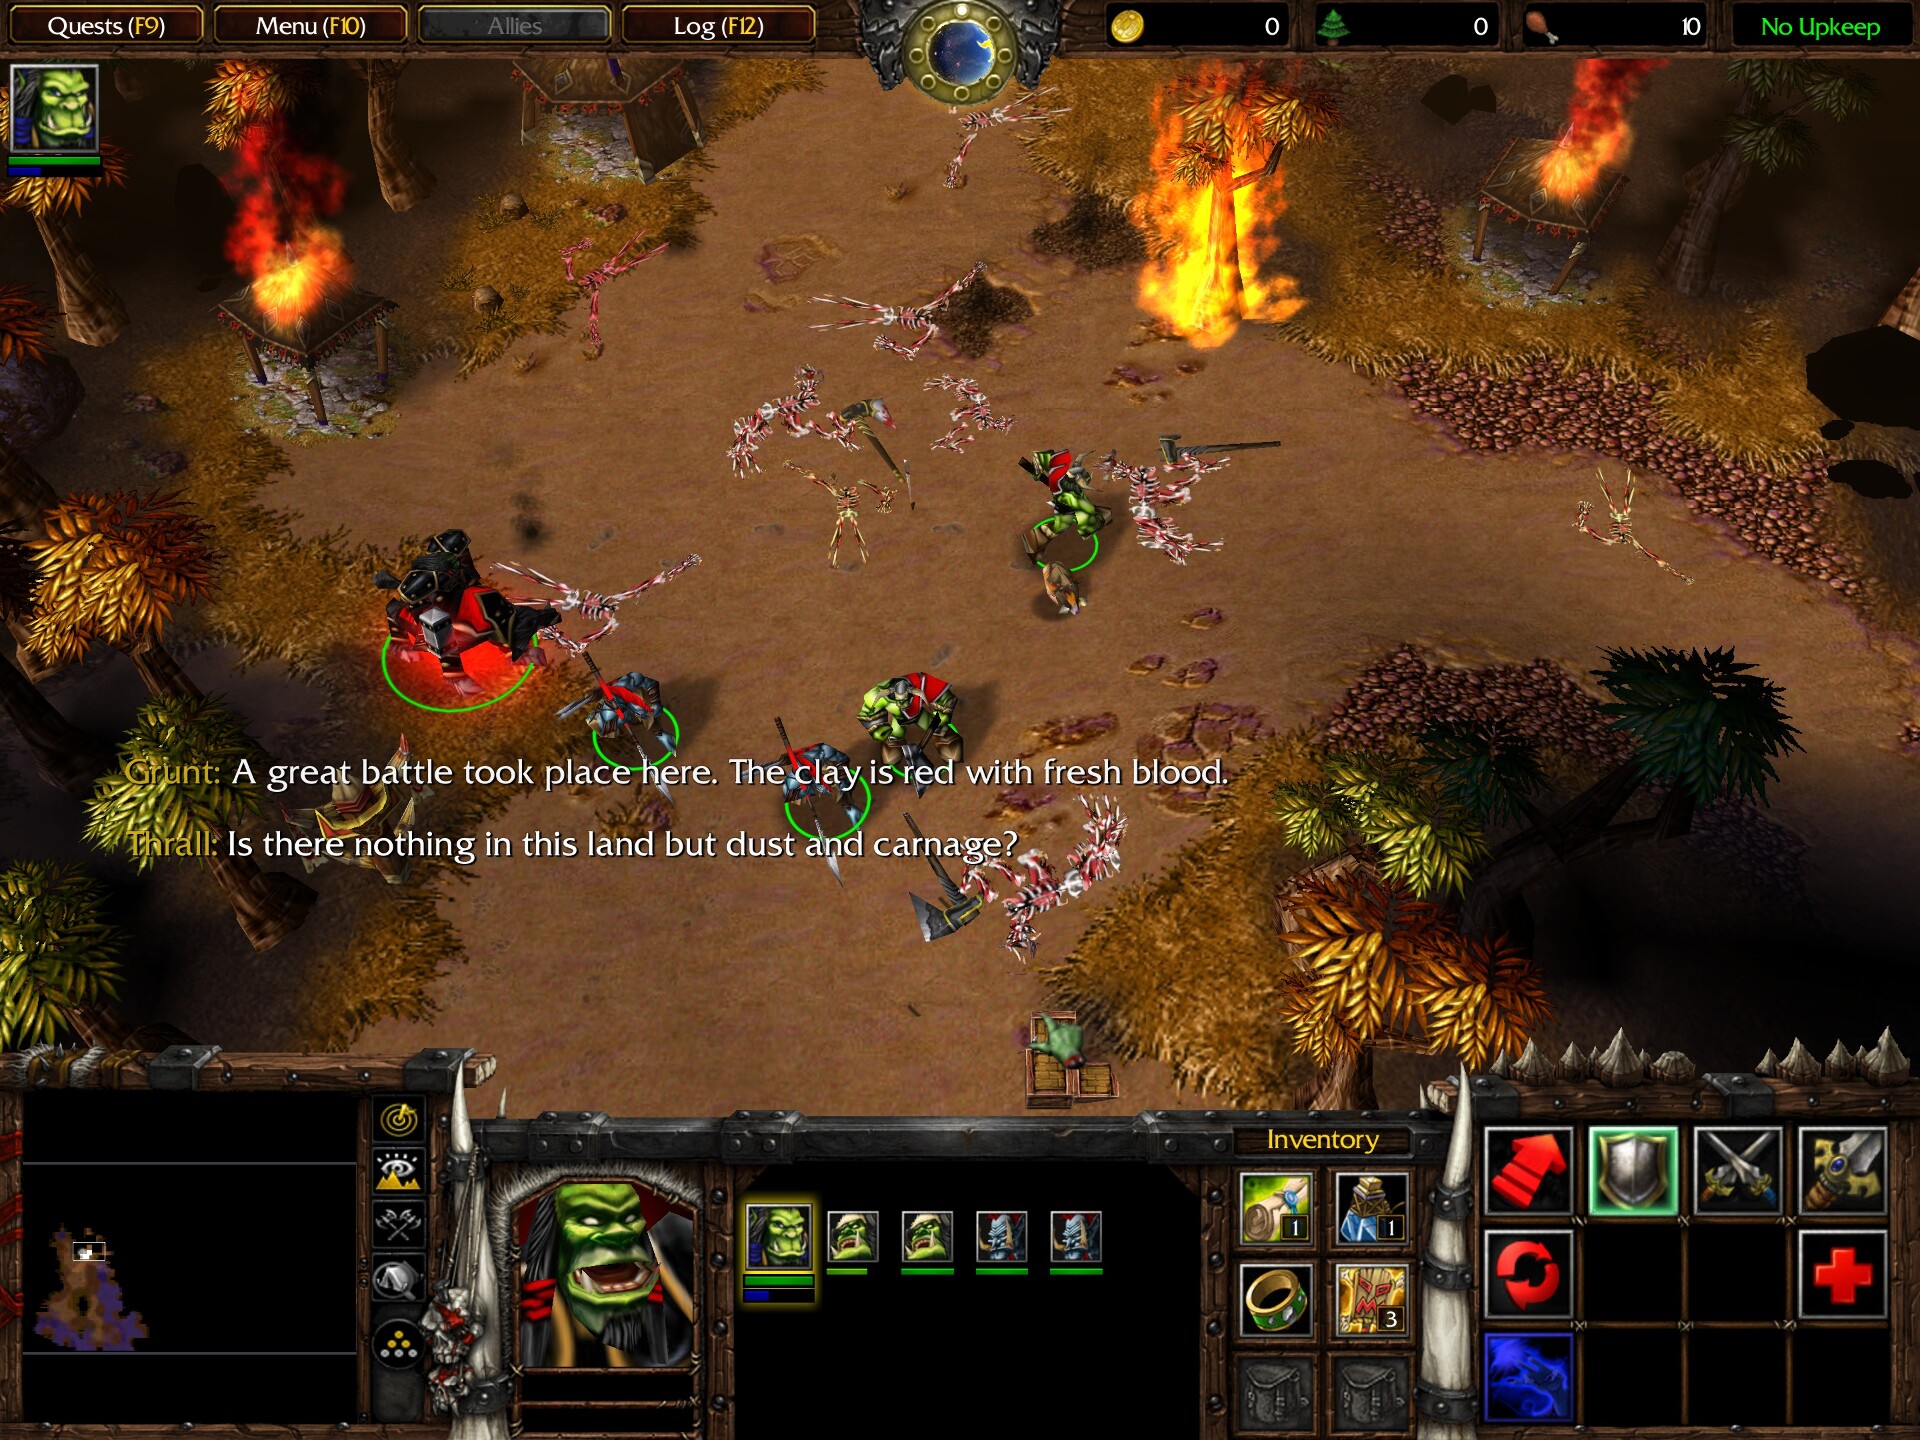 Quests (F9) Menu (F10) Allies Log (F12) 0 0 10 No Upkeep
Grunt: A great battle took place here. The clay is red with fresh blood.
Thrall: Is there nothing in this land but dust and carnage?
Inventory
1 1
3